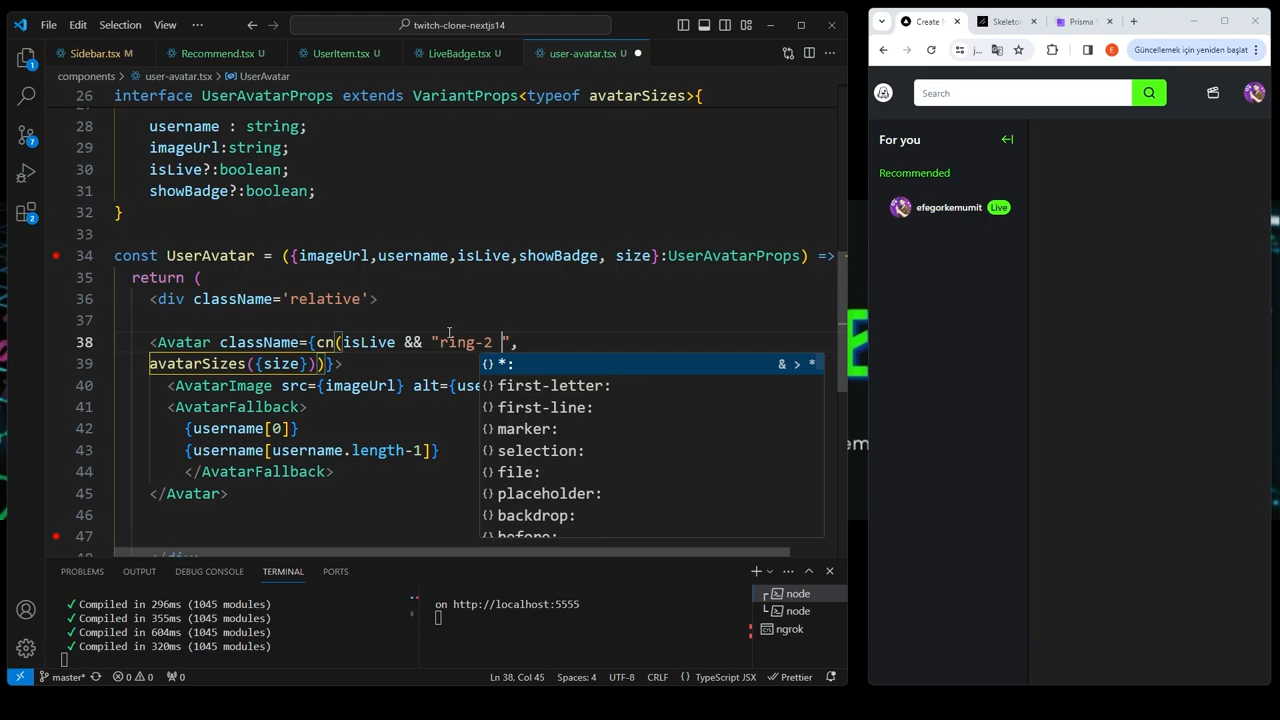 File Edit Selection View ··· twitch-clone-nextjs14
Sidebar.tsx M Recommend.tsx U UserItem.tsx U LiveBadge.tsx U user-avatar.tsx U
components > user-avatar.tsx > UserAvatar
26 interface UserAvatarProps extends VariantProps<typeof avatarSizes>{
28 username : string;
29 imageUrl:string;
30 isLive?:boolean;
31 showBadge?:boolean;
32 }
33
34 const UserAvatar = ({imageUrl,username,isLive,showBadge, size}:UserAvatarProps) =>
35 return (
36 <div className='relative'>
37
38 <Avatar className={cn(isLive && "ring-2 ",
39 avatarSizes({size}))}>
40 <AvatarImage src={imageUrl} alt={use
41 <AvatarFallback>
42 {username[0]}
43 {username[username.length-1]}
44 </AvatarFallback>
45 </Avatar>
46
47
48 </div>
{} *: & > *
{} first-letter:
{} first-line:
{} marker:
{} selection:
{} file:
{} placeholder:
{} backdrop:
{} before:
PROBLEMS OUTPUT DEBUG CONSOLE TERMINAL PORTS
✓ Compiled in 296ms (1045 modules)
✓ Compiled in 355ms (1045 modules)
✓ Compiled in 604ms (1045 modules)
✓ Compiled in 320ms (1045 modules)
on http://localhost:5555
node
node
ngrok
master* 0 0 0 Ln 38, Col 45 Spaces: 4 UTF-8 CRLF {} TypeScript JSX Prettier
Create N Skeleto Prisma S
j... E Güncellemek için yeniden başlat
Search
For you
Recommended
efegorkemumit Live
em